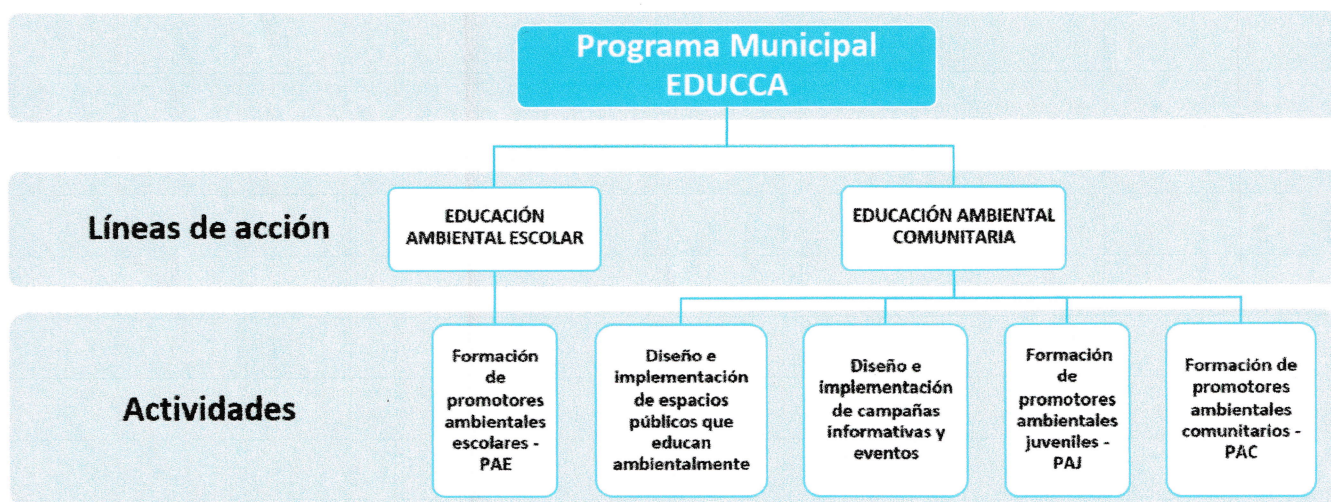 Programa Municipal
EDUCCA
Líneas de acción
EDUCACIÓN
AMBIENTAL ESCOLAR
EDUCACIÓN AMBIENTAL
COMUNITARIA
Actividades
Formación
de
promotores
ambientales
escolares -
PAE
Diseño e
implementación
de espacios
públicos que
educan
ambientalmente
Diseño e
implementación
de campañas
informativas y
eventos
Formación
de
promotores
ambientales
juveniles -
PAJ
Formación de
promotores
ambientales
comunitarios -
PAC